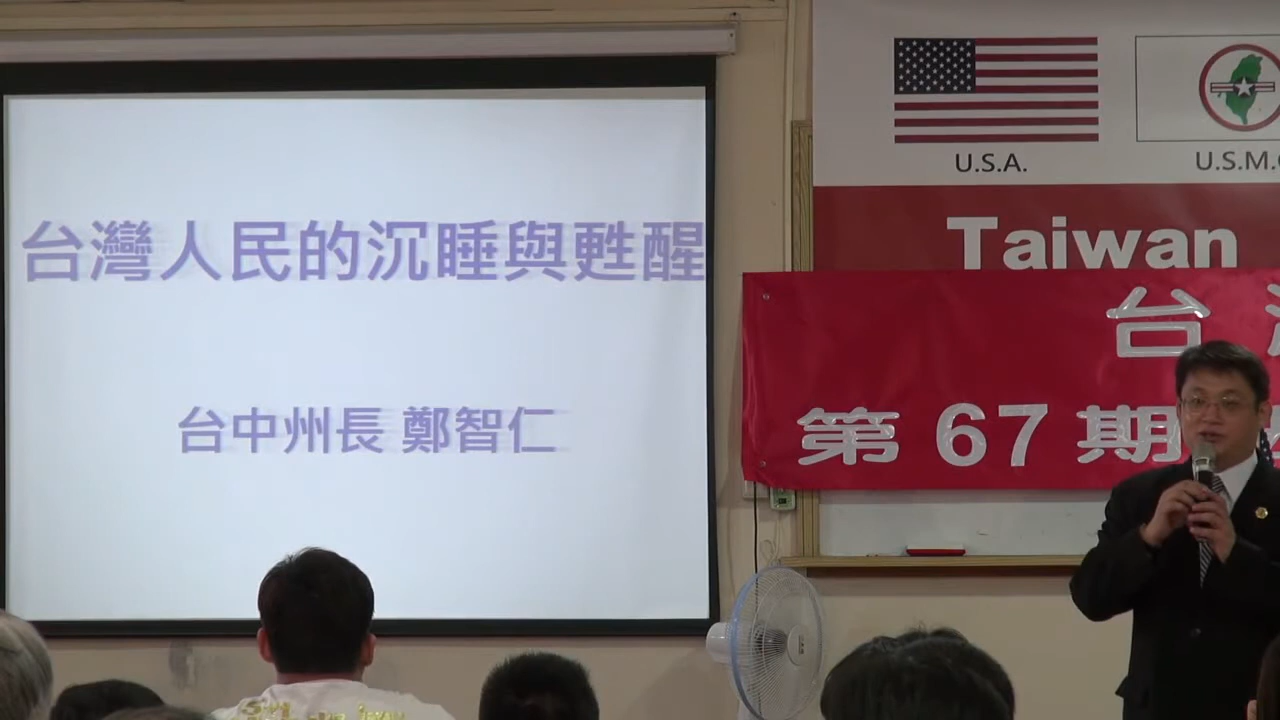 台灣人民的沉睡與甦醒
台中州長 鄭智仁
U.S.A.
U.S.M.
Taiwan
台
第 67 期